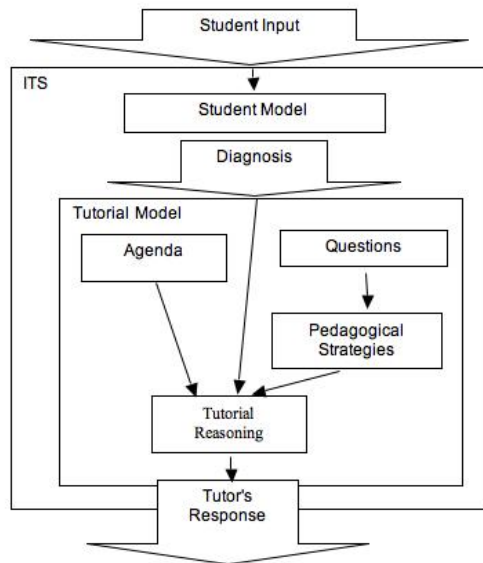 Student Input
ITS
Student Model
Diagnosis
Tutorial Model
Agenda
Questions
Pedagogical
Strategies
Tutorial
Reasoning
Tutor's
Response